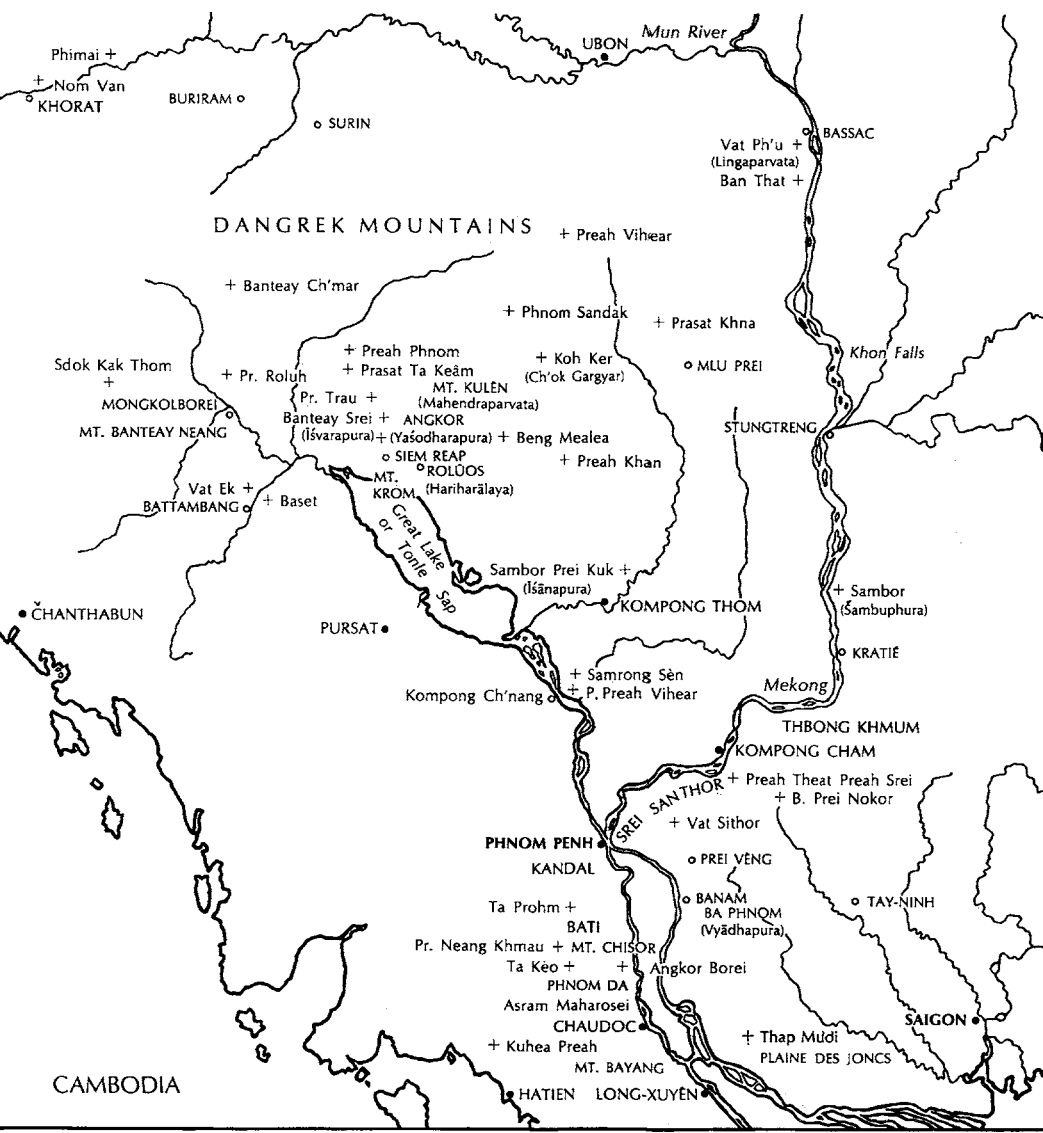 Mun River
UBON
Phimai
Nom Van
KHORAT
BURIRAM
SURIN
BASSAC
Vat Ph'u
(Lingaparvata)
Ban That
DANGREK MOUNTAINS
Preah Vihear
Banteay Ch'mar
Phnom Sandak
Prasat Khna
Khon Falls
Preah Phnom
Koh Ker
(Ch'ok Gargyar)
MLU PREI
Sdok Kak Thom
Pr. Roluh
Prasat Ta Keâm
MT. KULÈN
(Mahendraparvata)
MONGKOLBOREI
Pr. Trau
MT. BANTEAY NEANG
Banteay Srei
(Iśvarapura)
ANGKOR
(Yaśodharapura)
Beng Mealea
STUNGTRENG
SIEM REAP
ROLŪOS
(Hariharālaya)
Preah Khan
MT.
KROM
Vat Ek
BATTAMBANG
Baset
Great Lake
or Tonle Sap
Sambor Prei Kuk
(Īśānapura)
KOMPONG THOM
Sambor
(Šambuphura)
ČHANTHABUN
PURSAT
KRATIÉ
Samrong Sèn
P. Preah Vihear
Kompong Ch'nang
Mekong
THBONG KHMUM
KOMPONG CHAM
Preah Theat Preah Srei
B. Prei Nokor
SREI SANTHOR
Vat Sithor
PHNOM PENH
KANDAL
PREI VÈNG
BANAM
BA PHNOM
(Vyādhapura)
TAY-NINH
Ta Prohm
BATI
Pr. Neang Khmau
MT. CHISOR
Ta Kèo
Angkor Borei
PHNOM DA
Asram Maharosei
CHAUDOC
SAIGON
Kuhea Preah
Thap Mudi
PLAINE DES JONCS
MT. BAYANG
CAMBODIA
HATIEN
LONG-XUYÊN